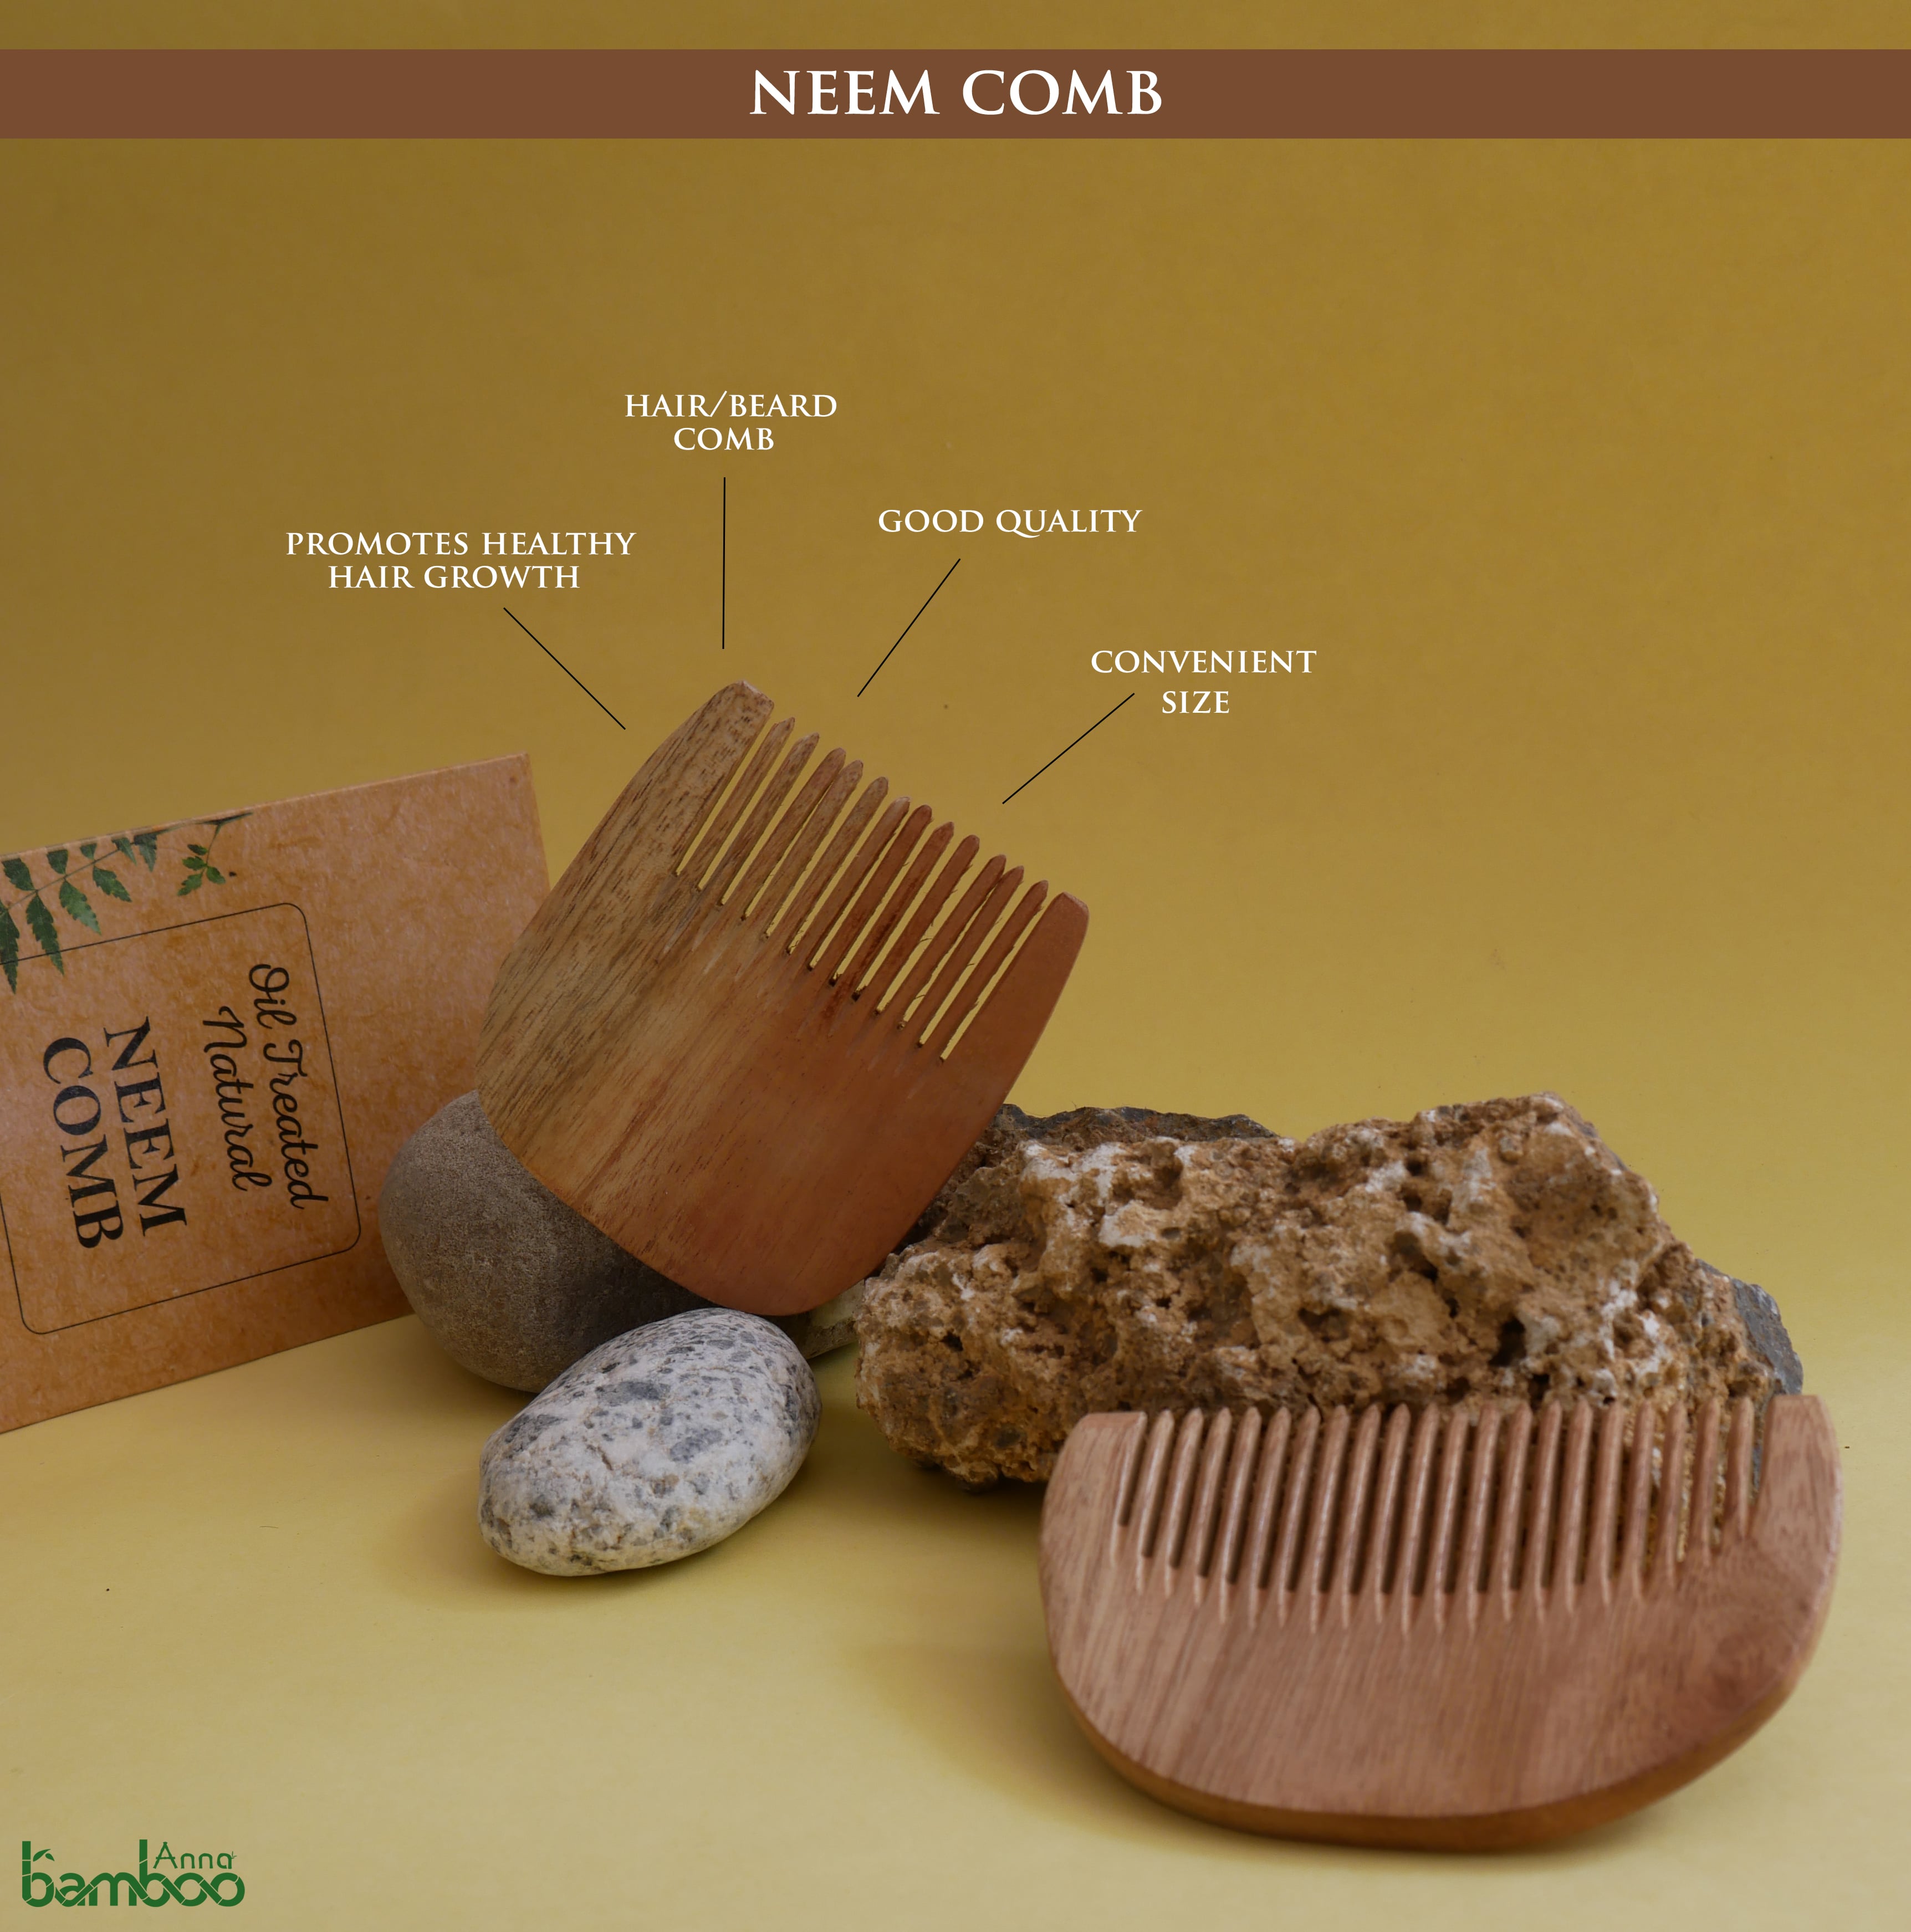 NEEM COMB
HAIR/BEARD
COMB
GOOD QUALITY
PROMOTES HEALTHY
HAIR GROWTH
CONVENIENT
SIZE
Oil Treated
Natural
NEEM
COMB
Anna
bamboo